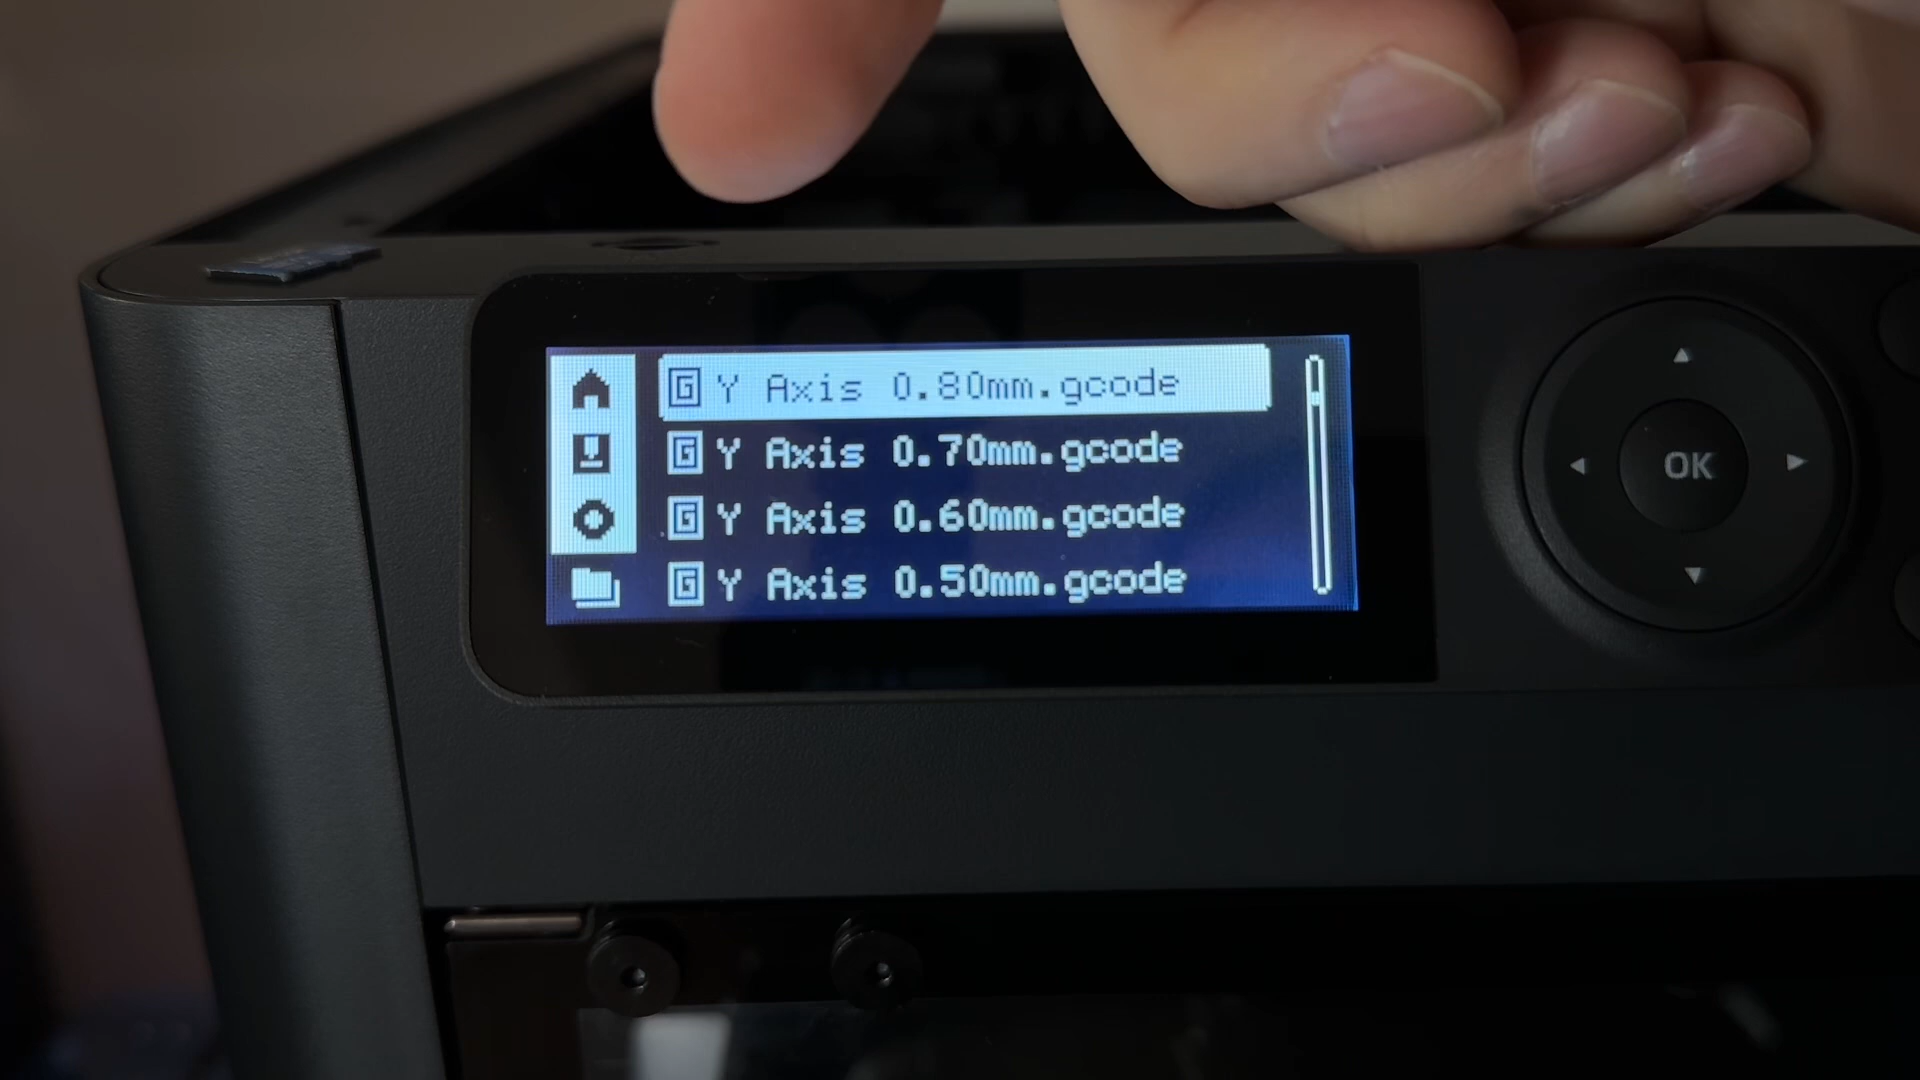 Y Axis 0.80mm.gcode
Y Axis 0.70mm.gcode
Y Axis 0.60mm.gcode
Y Axis 0.50mm.gcode
OK